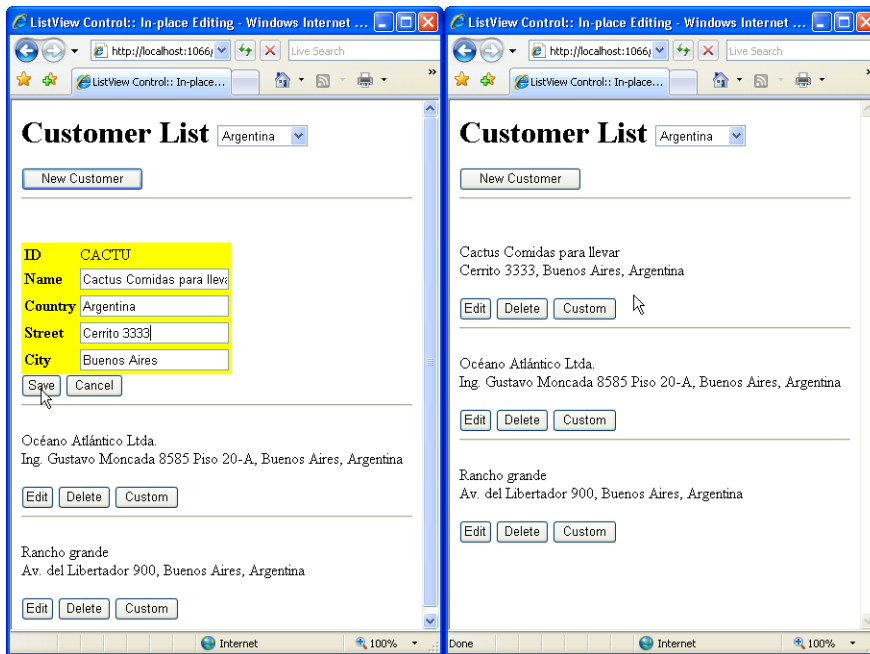 ListView Control:: In-place Editing - Windows Internet ...
http://localhost:1066/
Live Search
ListView Control:: In-place...
»
Customer List Argentina
New Customer
ID CACTU
Name Cactus Comidas para lleva
Country Argentina
Street Cerrito 3333
City Buenos Aires
Save Cancel
Océano Atlántico Ltda.
Ing. Gustavo Moncada 8585 Piso 20-A, Buenos Aires, Argentina
Edit Delete Custom
Rancho grande
Av. del Libertador 900, Buenos Aires, Argentina
Edit Delete Custom
Internet 100%
ListView Control:: In-place Editing - Windows Internet ...
http://localhost:1066/
Live Search
ListView Control:: In-place...
Customer List Argentina
New Customer
Cactus Comidas para llevar
Cerrito 3333, Buenos Aires, Argentina
Edit Delete Custom
Océano Atlántico Ltda.
Ing. Gustavo Moncada 8585 Piso 20-A, Buenos Aires, Argentina
Edit Delete Custom
Rancho grande
Av. del Libertador 900, Buenos Aires, Argentina
Edit Delete Custom
Done Internet 100%